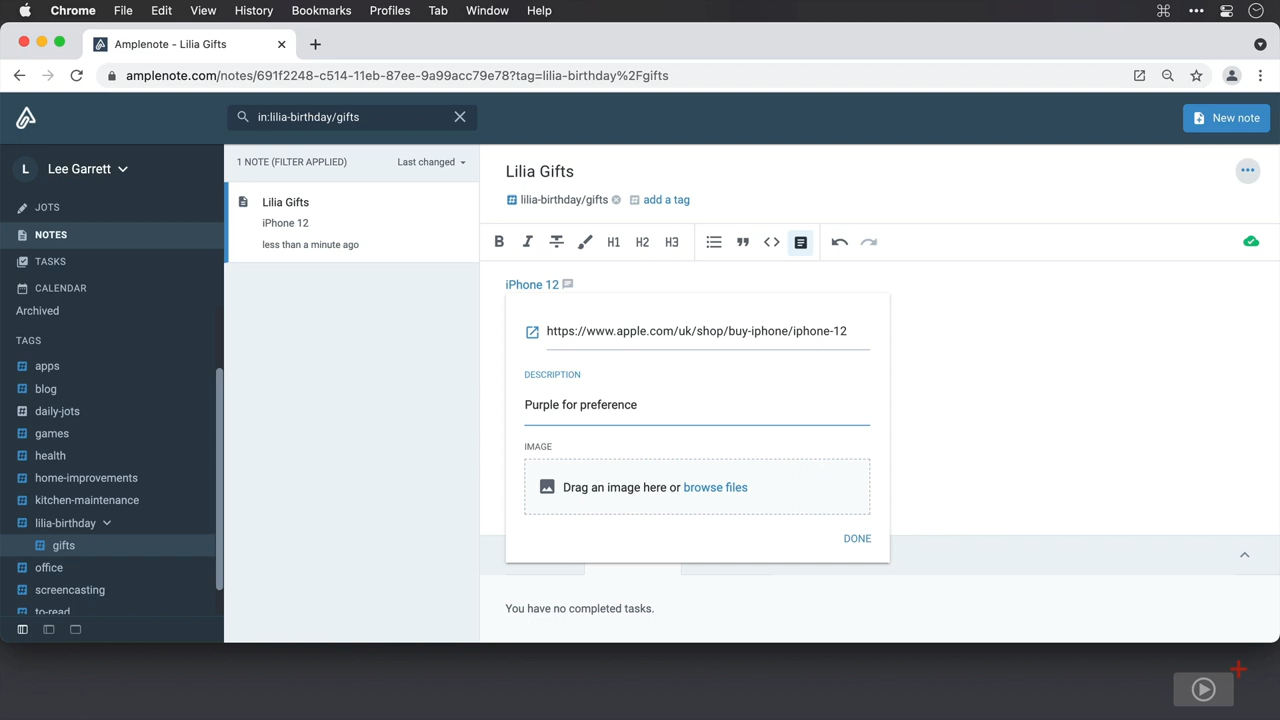 Chrome File Edit View History Bookmarks Profiles Tab Window Help
Amplenote - Lilia Gifts
amplenote.com/notes/691f2248-c514-11eb-87ee-9a99acc79e78?tag=lilia-birthday%2Fgifts
in:lilia-birthday/gifts
New note
L Lee Garrett
JOTS
NOTES
TASKS
CALENDAR
Archived
TAGS
apps
blog
daily-jots
games
health
home-improvements
kitchen-maintenance
lilia-birthday
gifts
office
screencasting
to-read
1 NOTE (FILTER APPLIED) Last changed
Lilia Gifts
iPhone 12
less than a minute ago
Lilia Gifts
lilia-birthday/gifts add a tag
B I H1 H2 H3
iPhone 12
https://www.apple.com/uk/shop/buy-iphone/iphone-12
DESCRIPTION
Purple for preference
IMAGE
Drag an image here or browse files
DONE
You have no completed tasks.